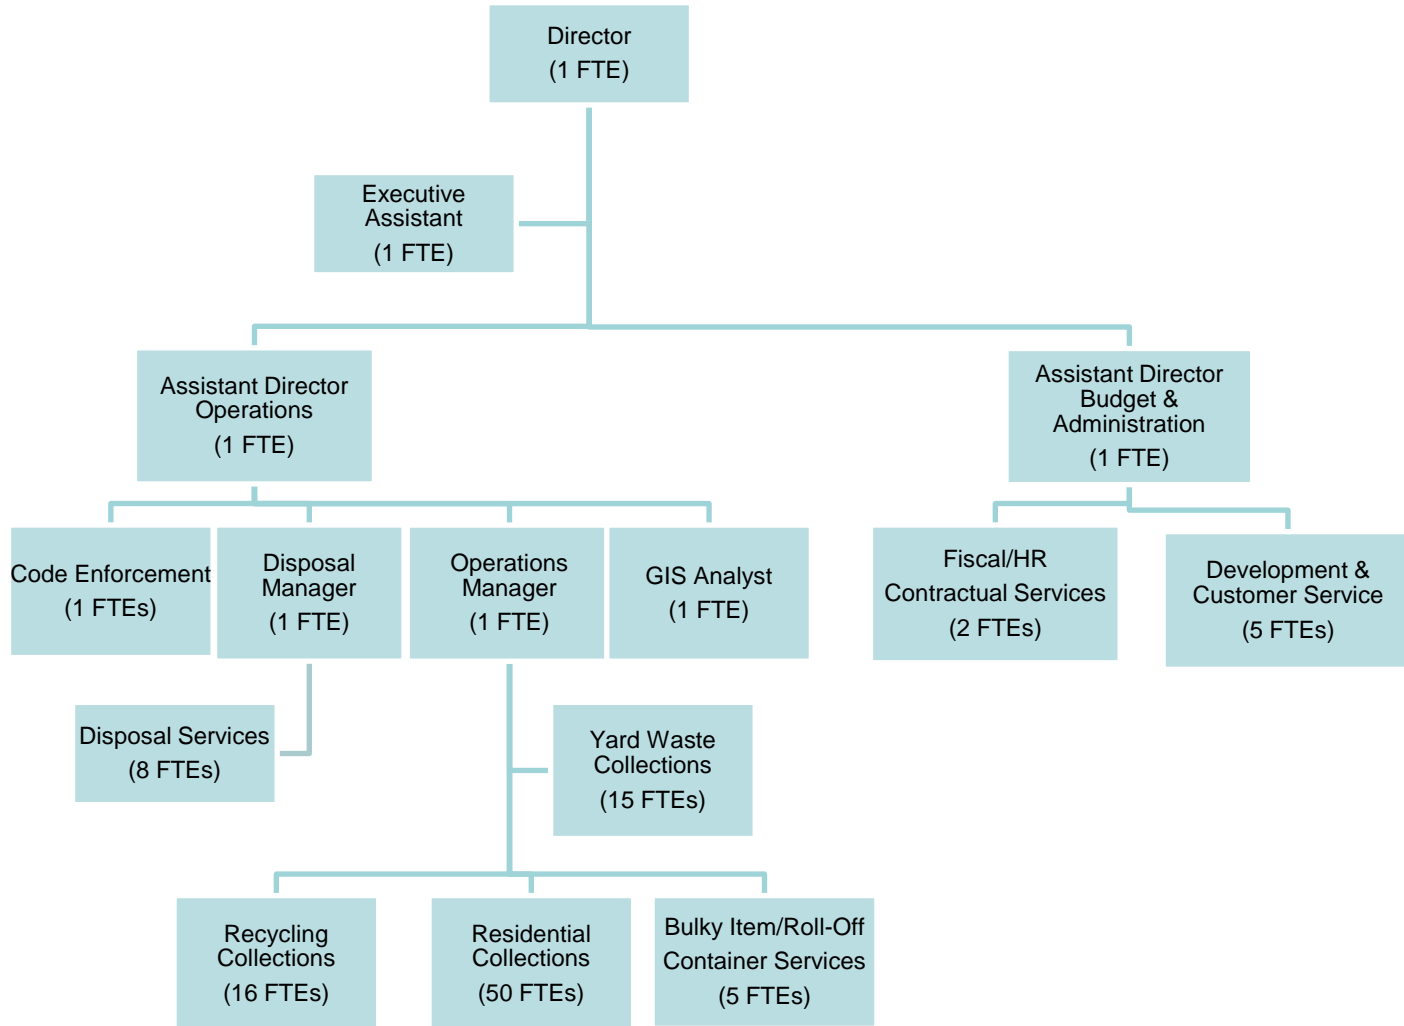 Director
(1 FTE)
Executive
Assistant
(1 FTE)
Assistant Director
Operations
(1 FTE)
Assistant Director
Budget &
Administration
(1 FTE)
Code Enforcement
(1 FTEs)
Disposal
Manager
(1 FTE)
Operations
Manager
(1 FTE)
GIS Analyst
(1 FTE)
Fiscal/HR
Contractual Services
(2 FTEs)
Development &
Customer Service
(5 FTEs)
Disposal Services
(8 FTEs)
Yard Waste
Collections
(15 FTEs)
Recycling
Collections
(16 FTEs)
Residential
Collections
(50 FTEs)
Bulky Item/Roll-Off
Container Services
(5 FTEs)